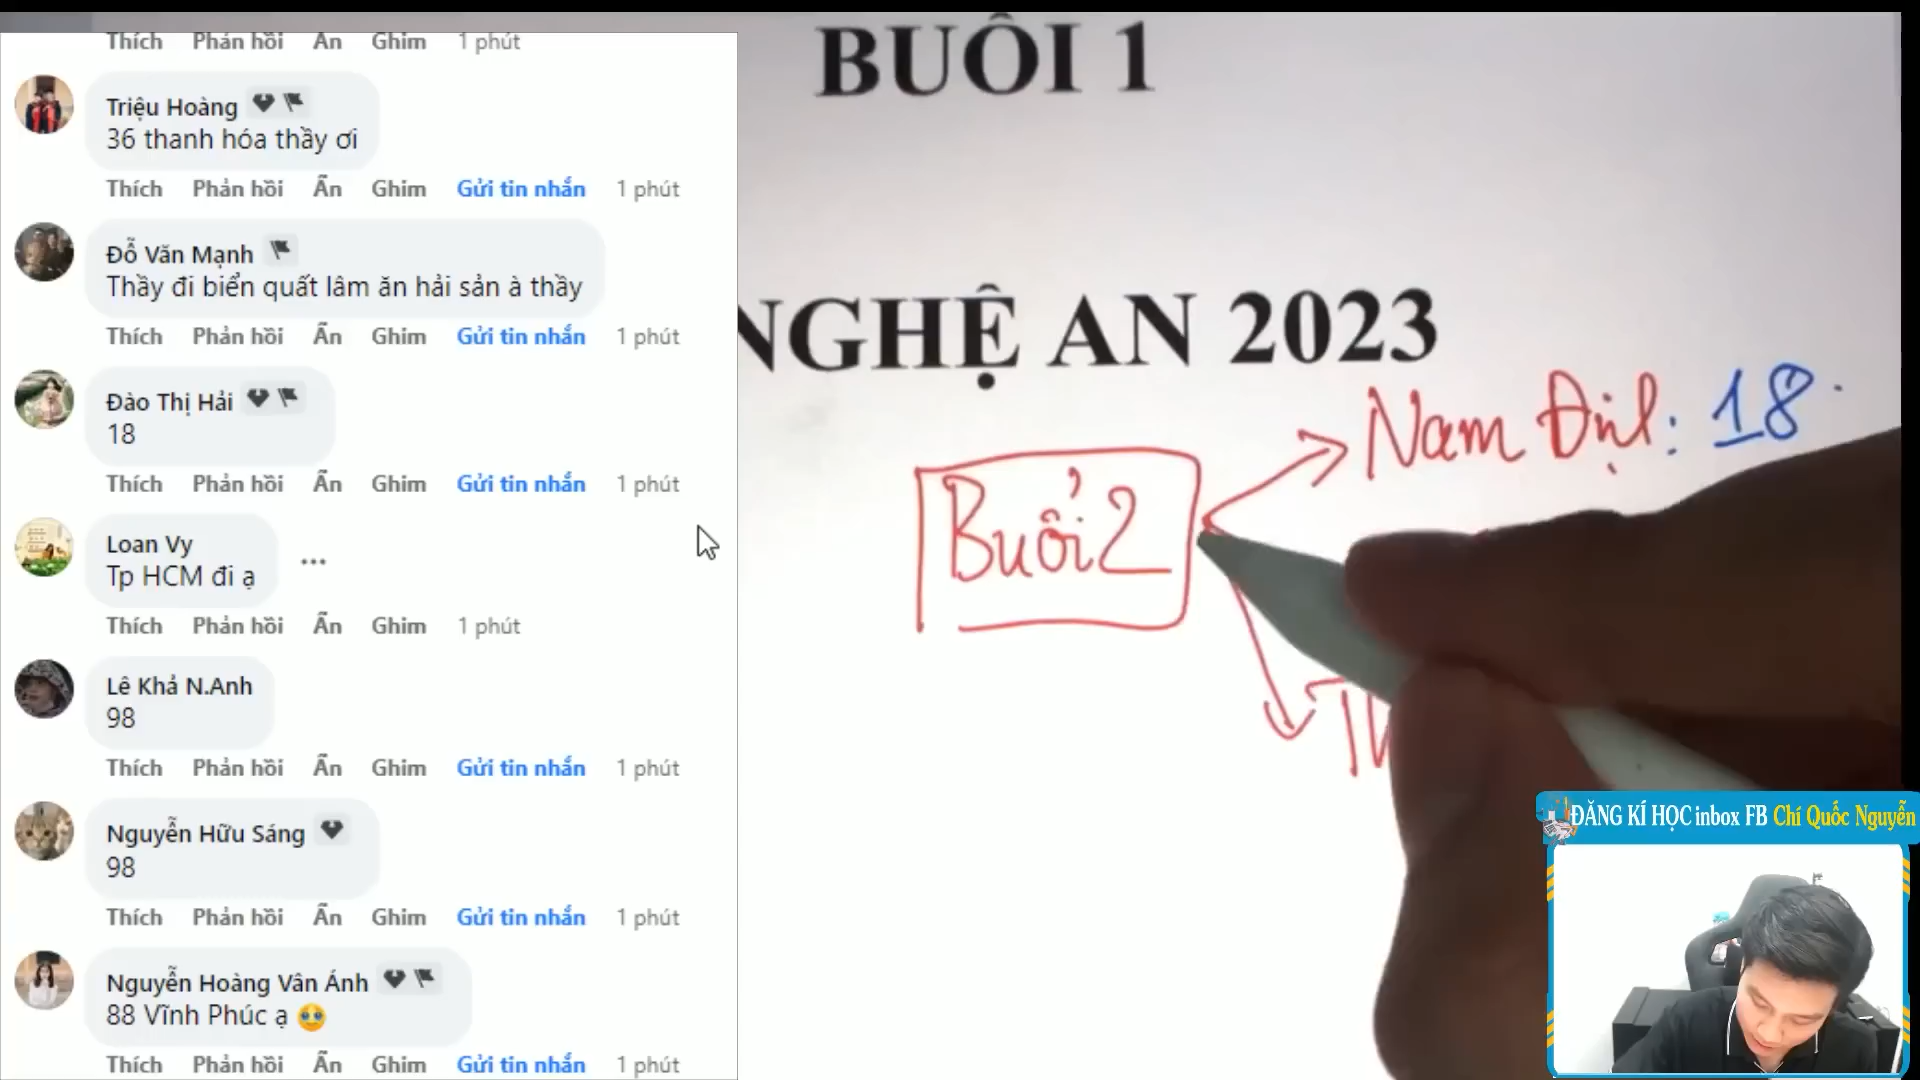 Thích Phản hồi Ẩn Ghim 1 phút
Triệu Hoàng
36 thanh hóa thầy ơi
Thích Phản hồi Ẩn Ghim Gửi tin nhắn 1 phút
Đỗ Văn Mạnh
Thầy đi biển quất lâm ăn hải sản à thầy
Thích Phản hồi Ẩn Ghim Gửi tin nhắn 1 phút
Đào Thị Hải
18
Thích Phản hồi Ẩn Ghim Gửi tin nhắn 1 phút
Loan Vy
Tp HCM đi ạ
Thích Phản hồi Ẩn Ghim 1 phút
Lê Khả N.Anh
98
Thích Phản hồi Ẩn Ghim Gửi tin nhắn 1 phút
Nguyễn Hữu Sáng
98
Thích Phản hồi Ẩn Ghim Gửi tin nhắn 1 phút
Nguyễn Hoàng Vân Ánh
88 Vĩnh Phúc ạ 🥹
Thích Phản hồi Ẩn Ghim Gửi tin nhắn 1 phút
BUỔI 1
NGHỆ AN 2023
Nam Định: 18
Buổi 2
ĐĂNG KÍ HỌC inbox FB Chí Quốc Nguyễn